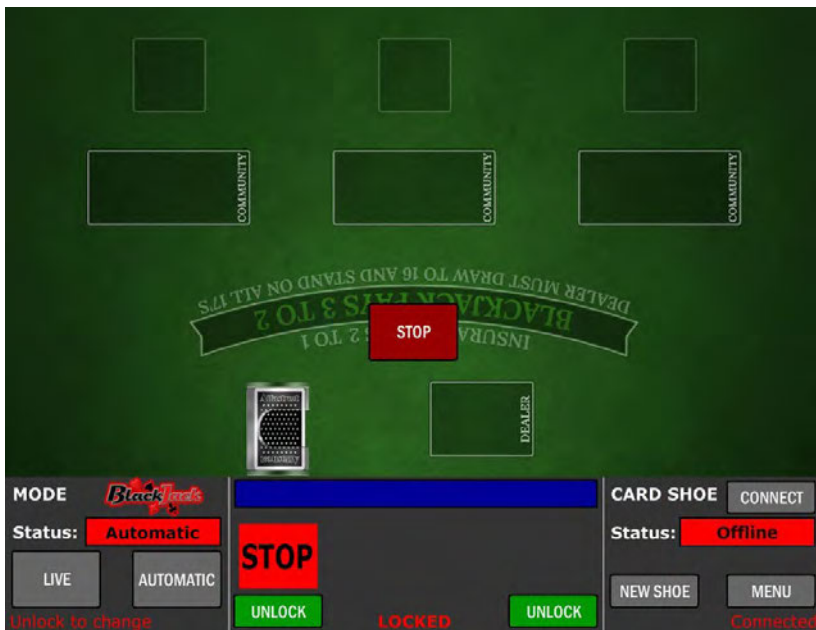 COMMUNITY
COMMUNITY
COMMUNITY
DEALER MUST DRAW TO 16 AND STAND ON ALL 17'S
BLACKJACK PAYS 3 TO 2
INSURA 2 TO 1
STOP
DEALER
MODE
BlackJack
CARD SHOE
CONNECT
Status:
Automatic
Status:
Offline
STOP
LIVE
AUTOMATIC
NEW SHOE
MENU
UNLOCK
UNLOCK
Unlock to change
LOCKED
Connected